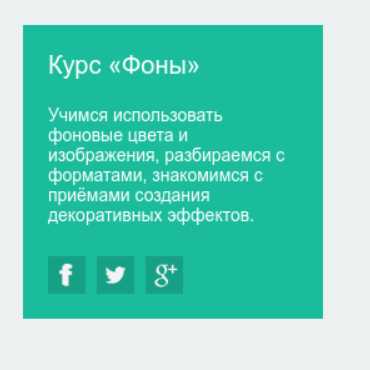 Курс «Фоны»
Учимся использовать
фоновые цвета и
изображения, разбираемся с
форматами, знакомимся с
приёмами создания
декоративных эффектов.
f g+